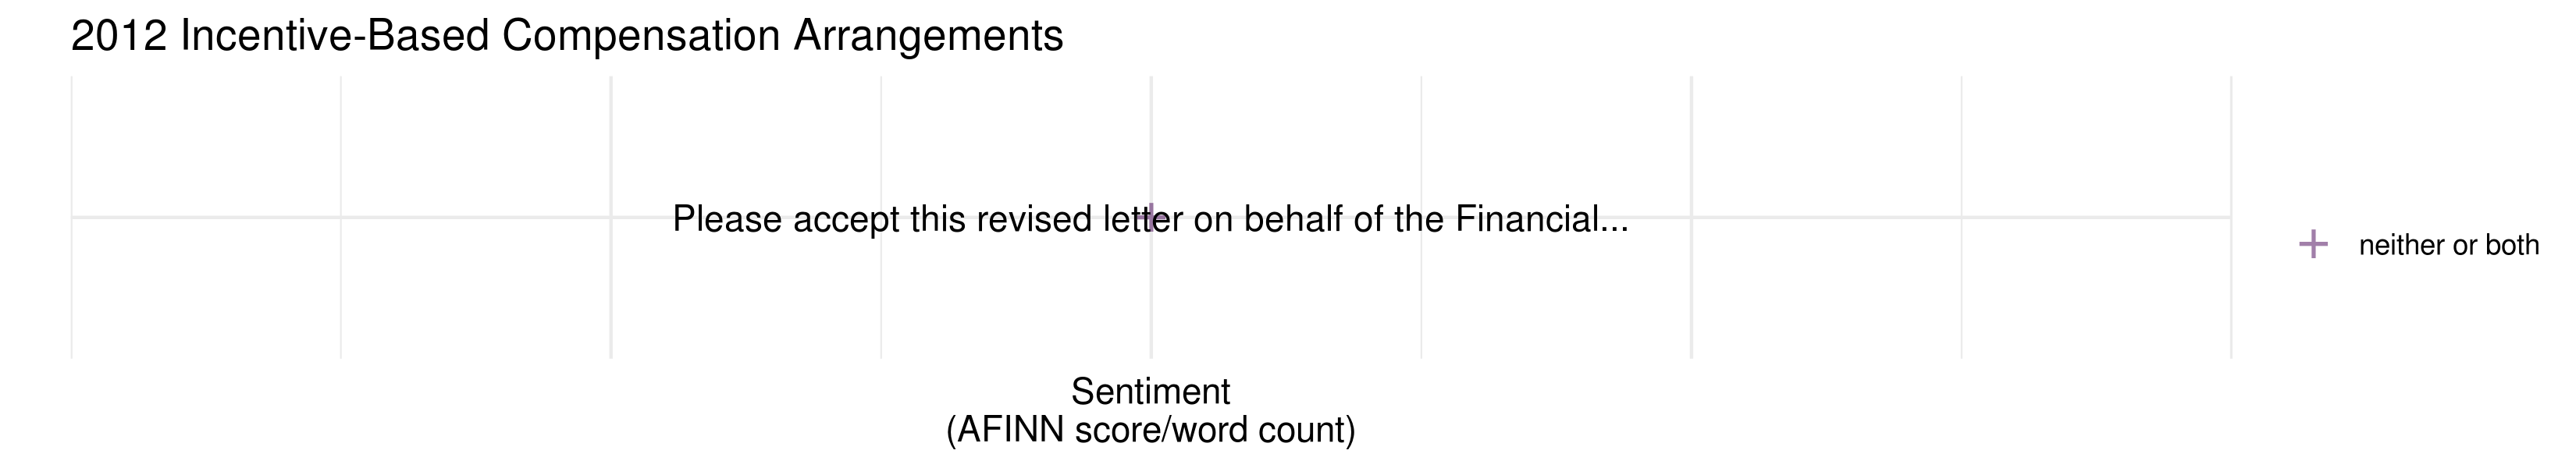 2012 Incentive-Based Compensation Arrangements
Please accept this revised letter on behalf of the Financial...
neither or both
Sentiment
(AFINN score/word count)